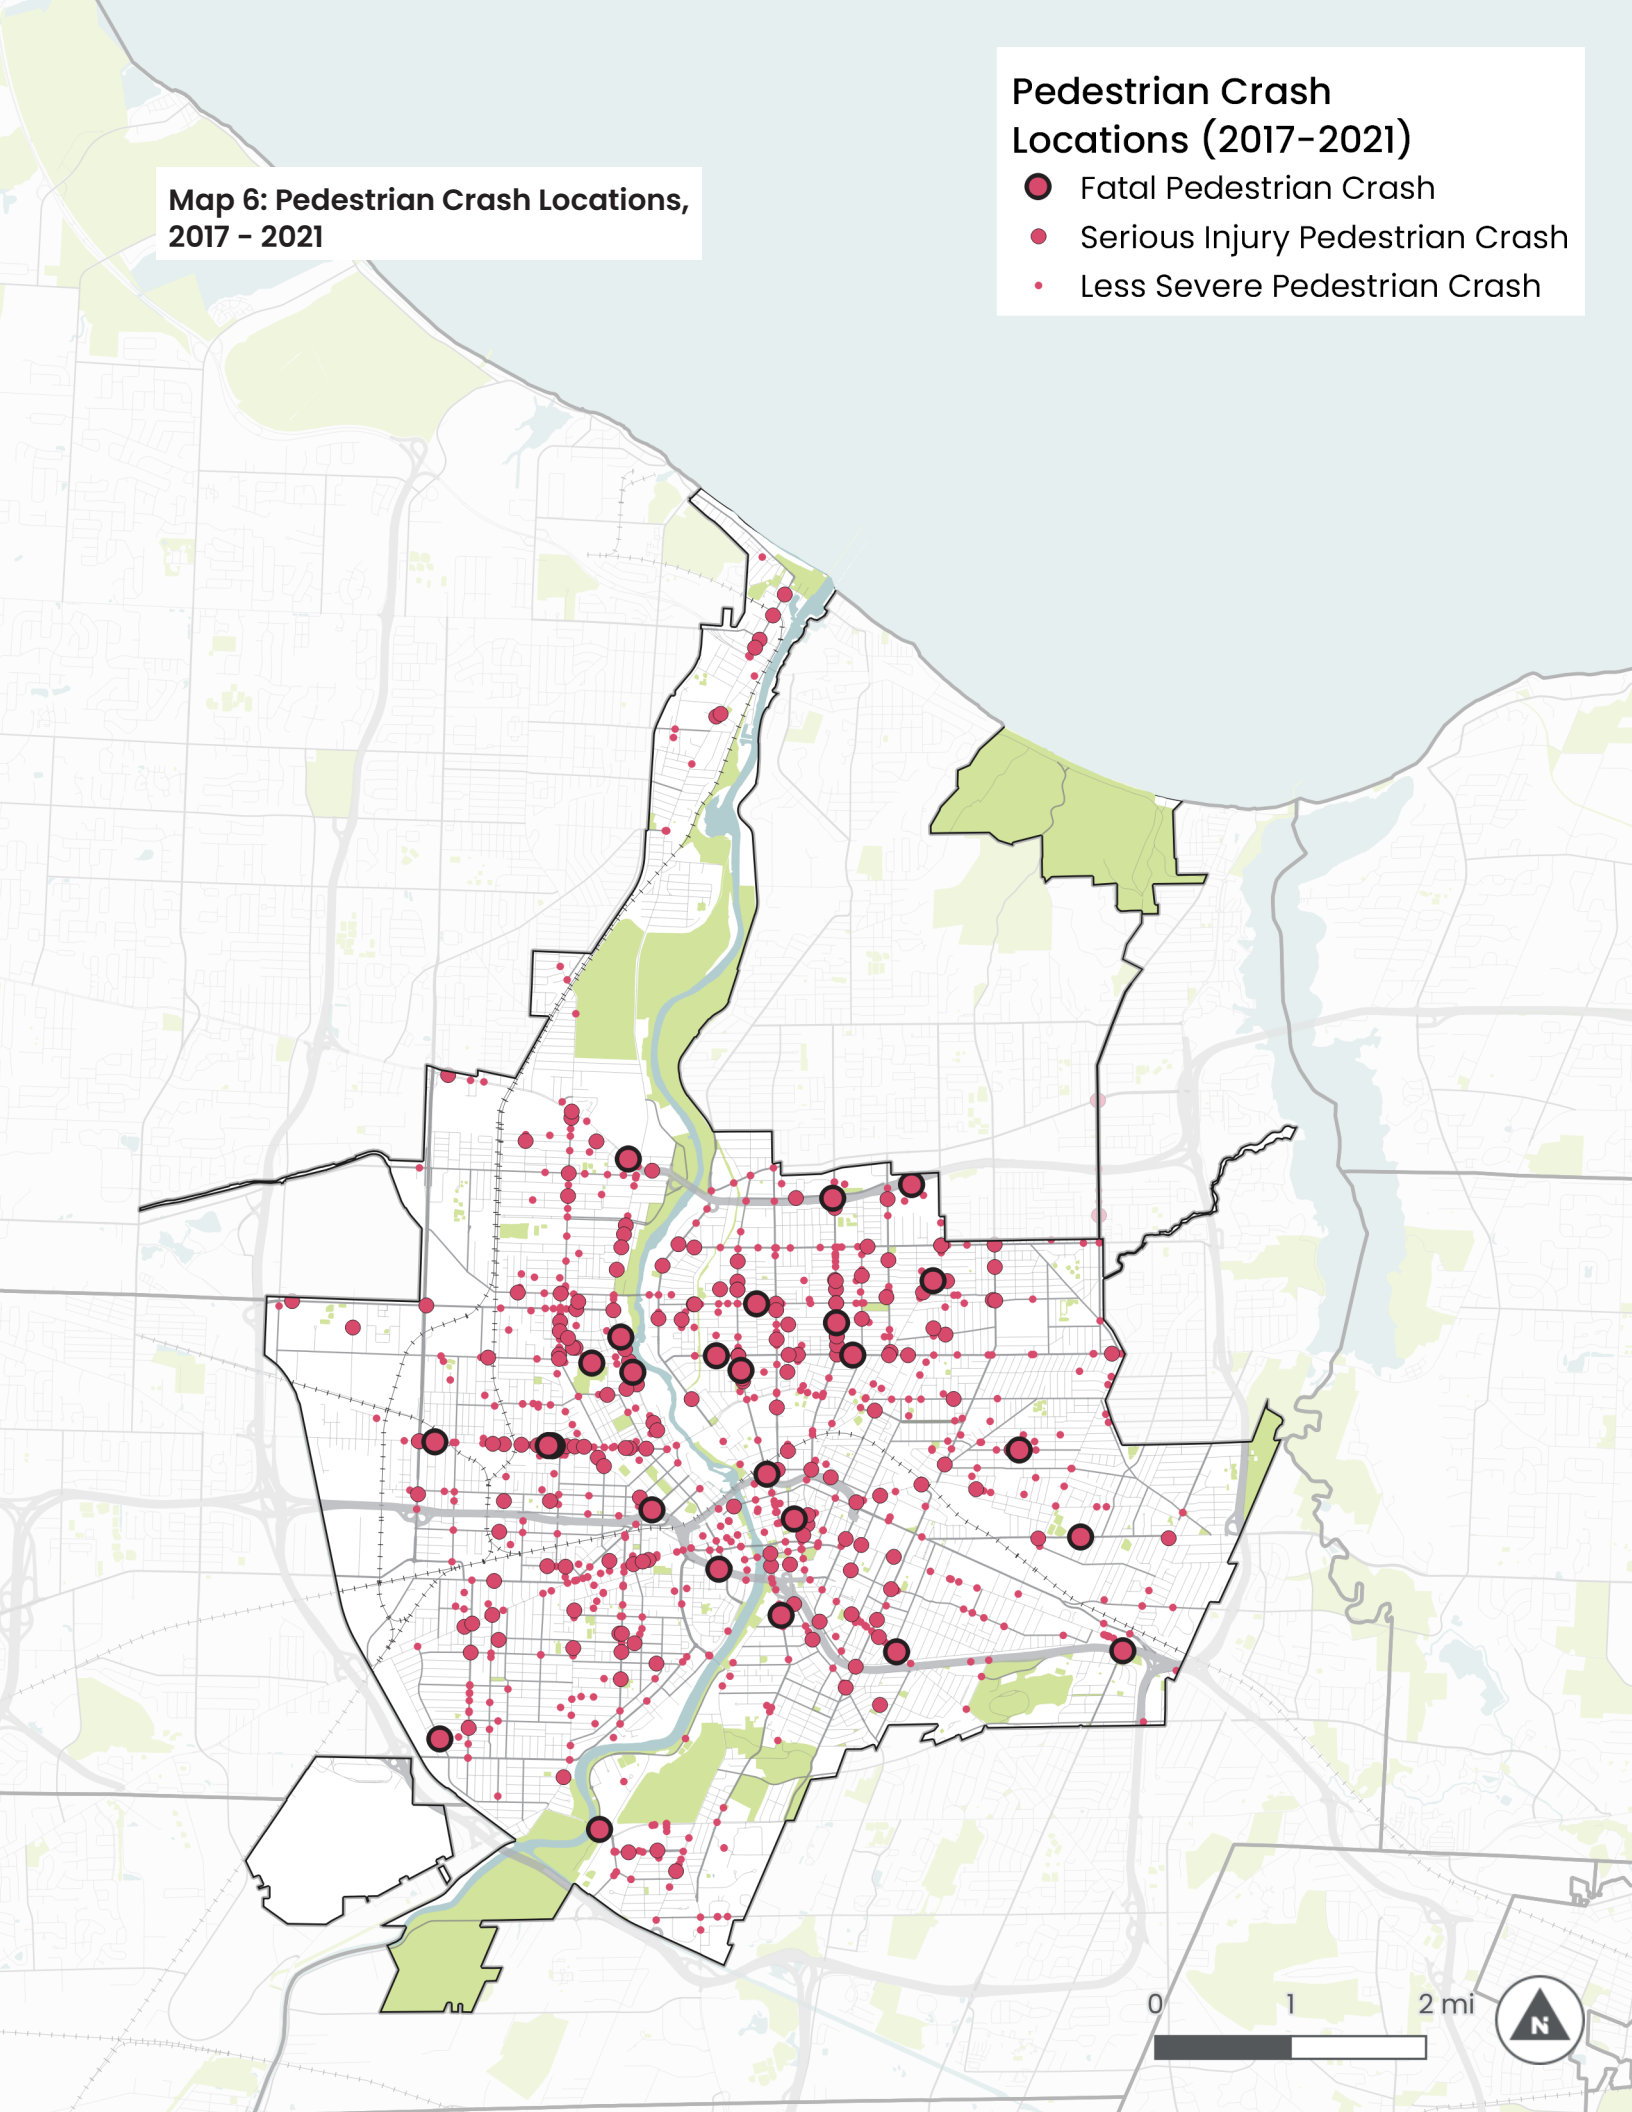 Pedestrian Crash
Locations (2017-2021)
Fatal Pedestrian Crash
Serious Injury Pedestrian Crash
Less Severe Pedestrian Crash
Map 6: Pedestrian Crash Locations,
2017 - 2021
0 1 2 mi
N